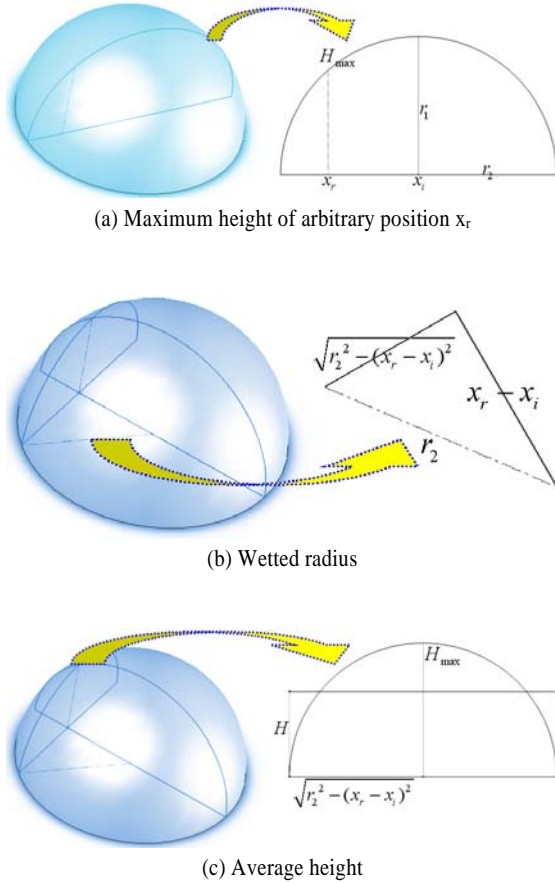 H_max
r_1
r_2
x_r
x_i
(a) Maximum height of arbitrary position x_r
√(r_2^2 − (x_r − x_i)^2)
x_r − x_i
r_2
(b) Wetted radius
H_max
H
√(r_2^2 − (x_r − x_i)^2)
(c) Average height